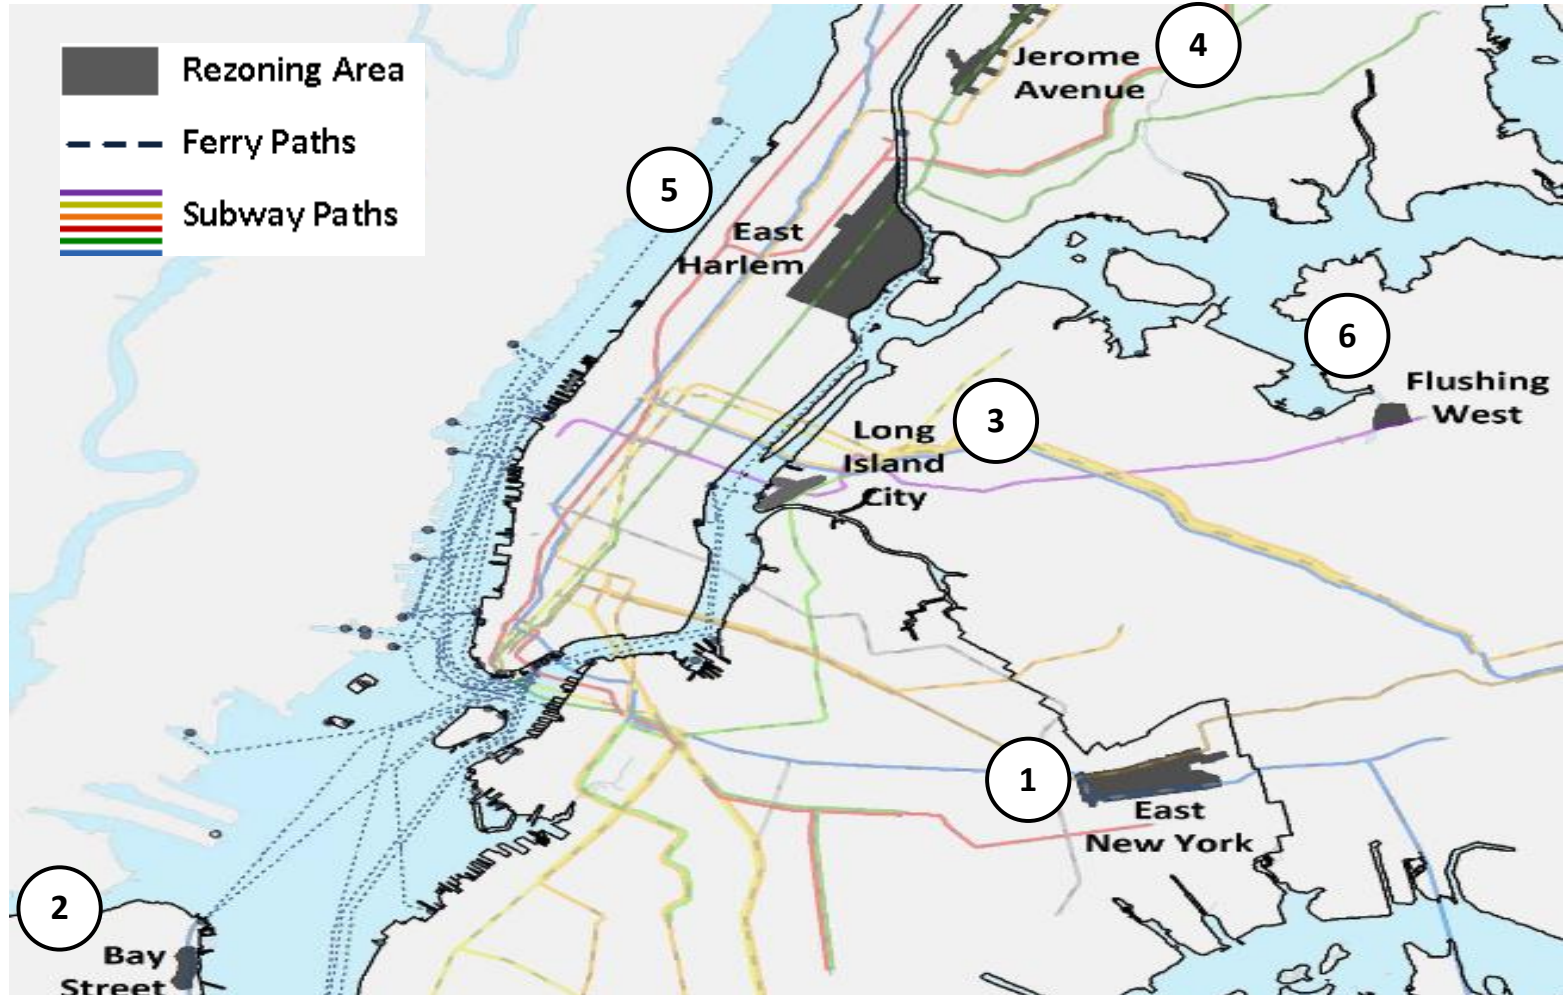 Rezoning Area
Ferry Paths
Subway Paths
4
Jerome
Avenue
5
East
Harlem
6
Flushing
West
3
Long
Island
City
1
East
New York
2
Bay
Street